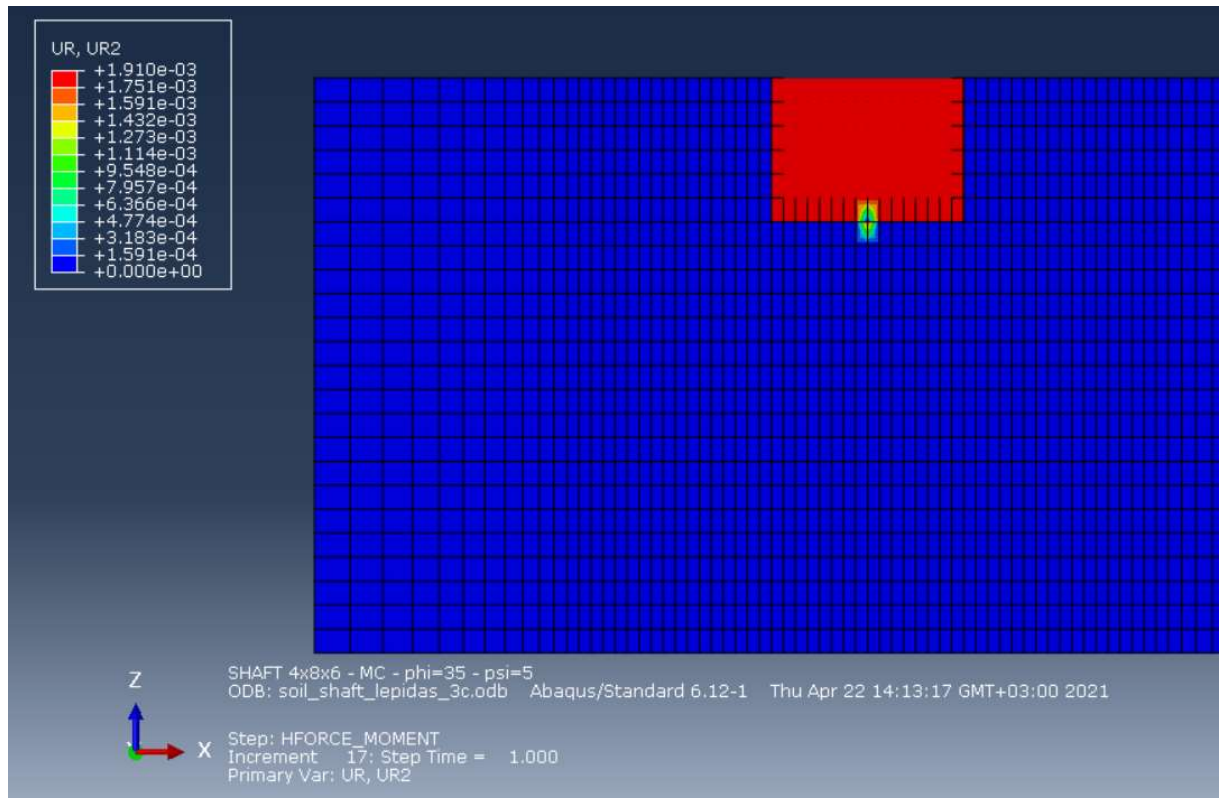 UR, UR2
+1.910e-03
+1.751e-03
+1.591e-03
+1.432e-03
+1.273e-03
+1.114e-03
+9.548e-04
+7.957e-04
+6.366e-04
+4.774e-04
+3.183e-04
+1.591e-04
+0.000e+00
Z
X
SHAFT 4x8x6 - MC - phi=35 - psi=5
ODB: soil_shaft_lepidas_3c.odb Abaqus/Standard 6.12-1 Thu Apr 22 14:13:17 GMT+03:00 2021
Step: HFORCE_MOMENT
Increment 17: Step Time = 1.000
Primary Var: UR, UR2